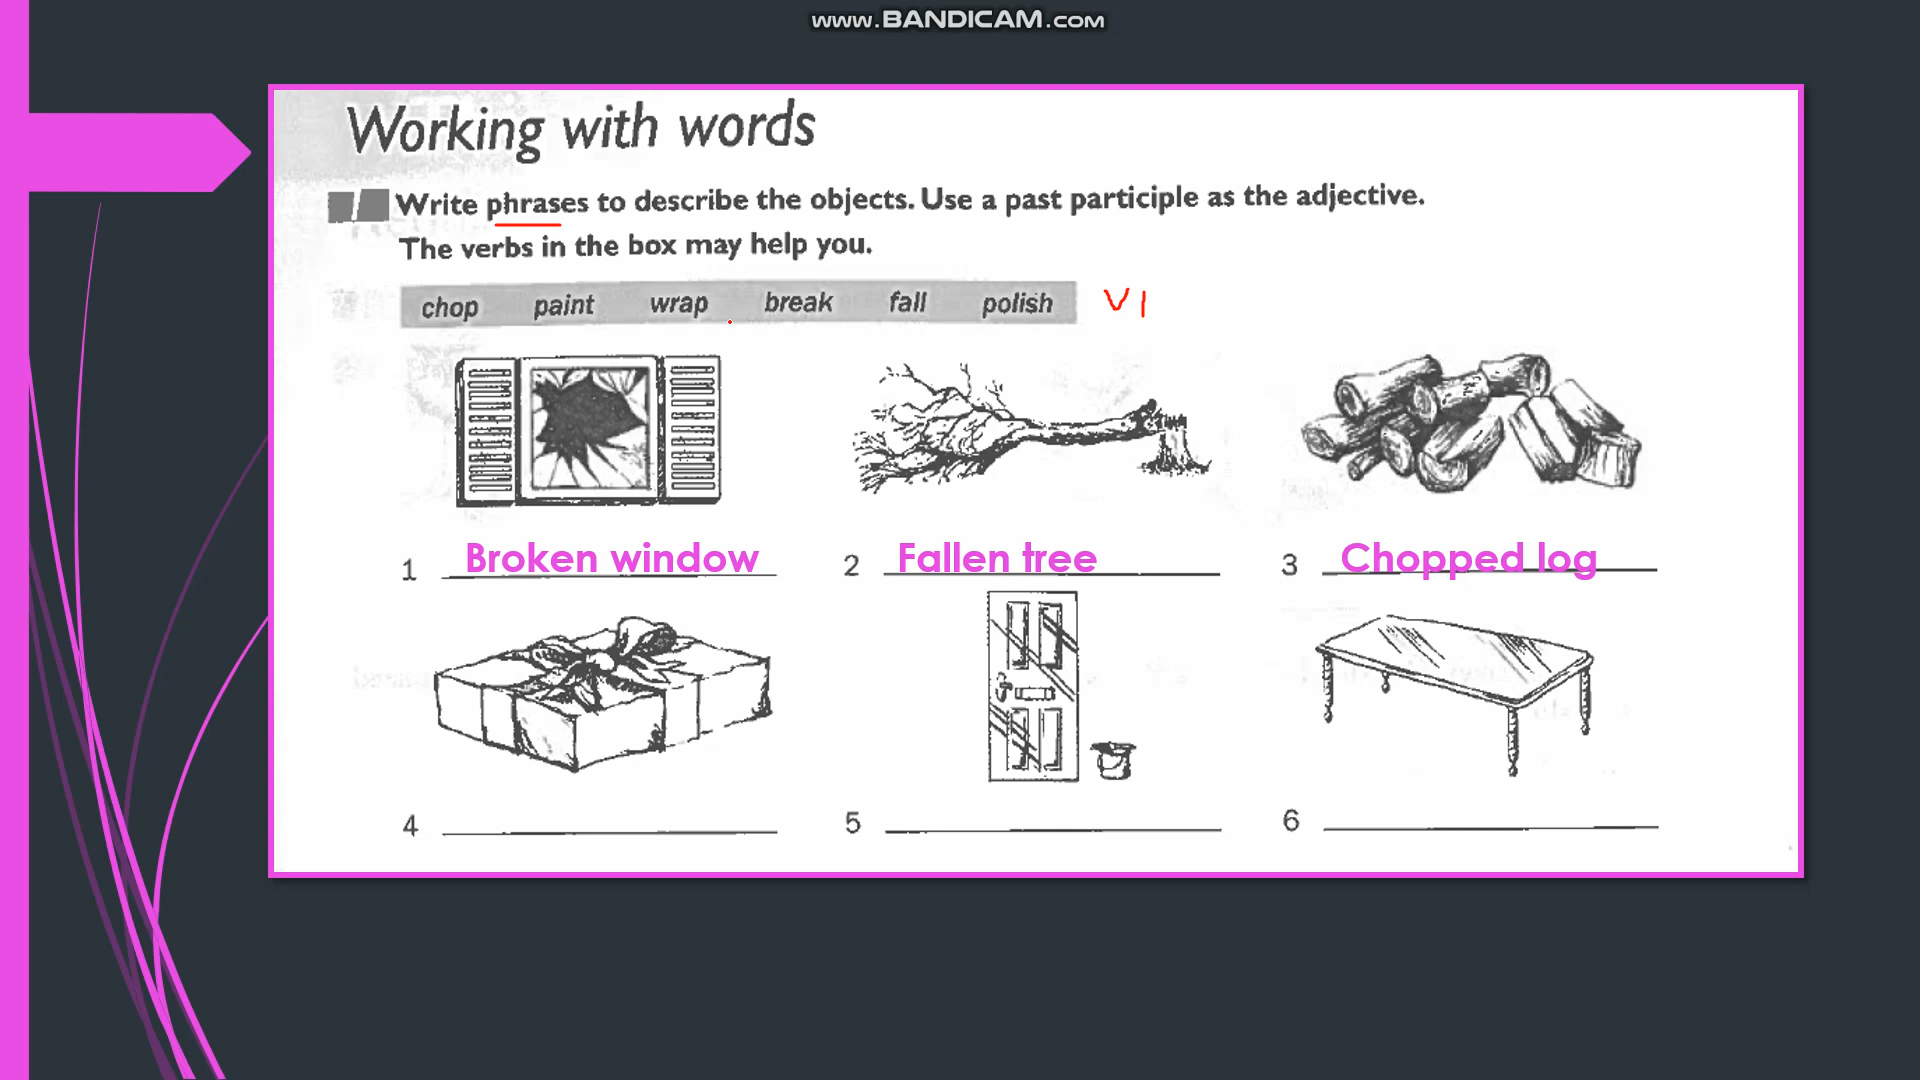 www.BANDICAM.com
Working with words
Write phrases to describe the objects. Use a past participle as the adjective.
The verbs in the box may help you.
chop paint wrap break fall polish V1
1 Broken window 2 Fallen tree 3 Chopped log
4 5 6